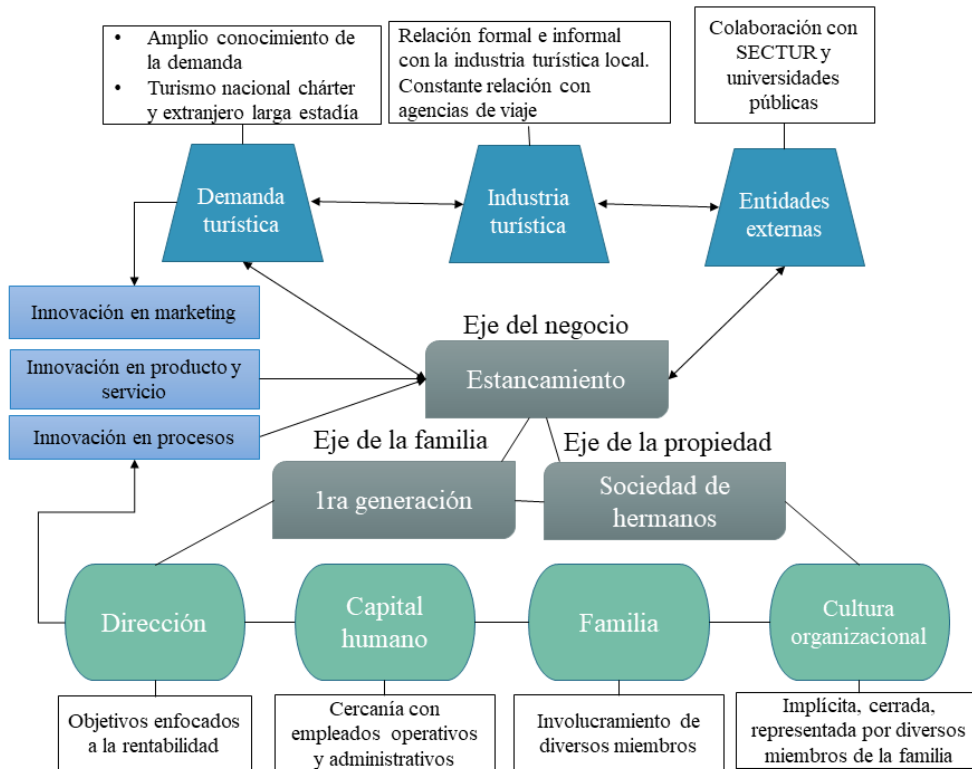 • Amplio conocimiento de
la demanda
• Turismo nacional chárter
y extranjero larga estadía
Relación formal e informal
con la industria turística local.
Constante relación con
agencias de viaje
Colaboración con
SECTUR y
universidades
públicas
Demanda
turística
Industria
turística
Entidades
externas
Innovación en marketing
Innovación en producto y
servicio
Innovación en procesos
Eje del negocio
Estancamiento
Eje de la familia
1ra generación
Eje de la propiedad
Sociedad de
hermanos
Dirección
Capital
humano
Familia
Cultura
organizacional
Objetivos enfocados
a la rentabilidad
Cercanía con
empleados operativos
y administrativos
Involucramiento de
diversos miembros
Implícita, cerrada,
representada por diversos
miembros de la familia